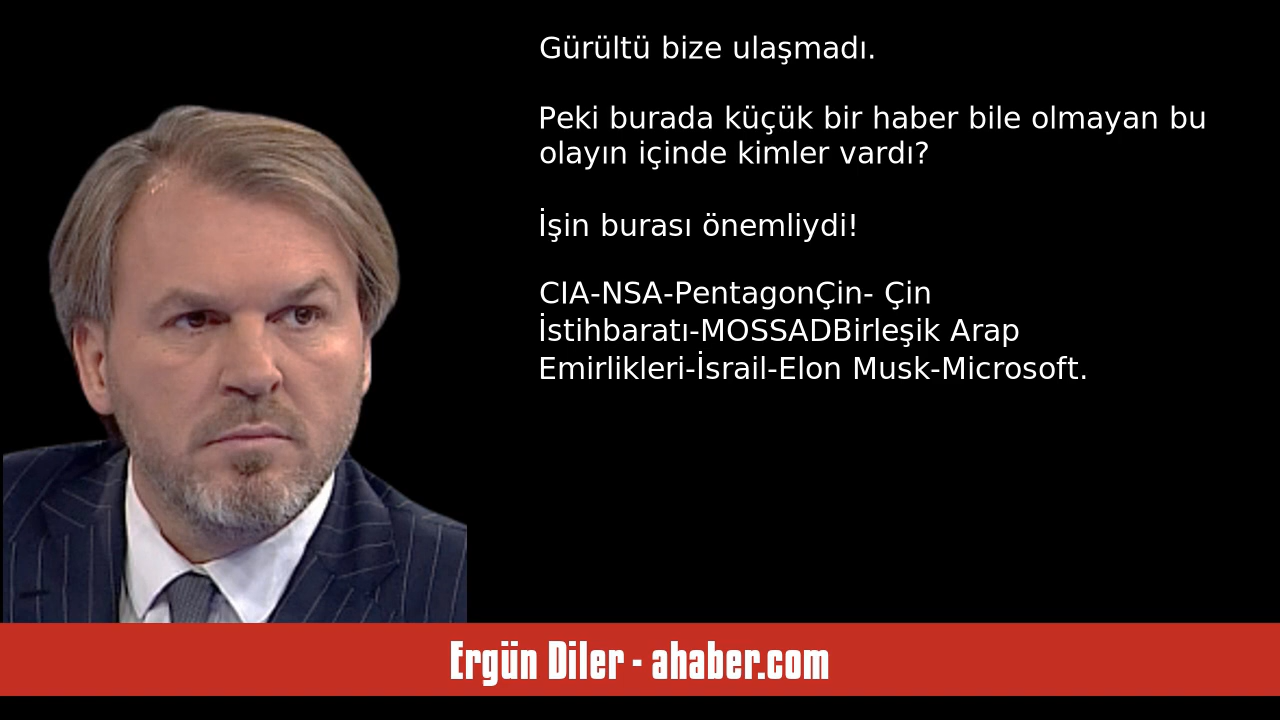 Gürültü bize ulaşmadı.
Peki burada küçük bir haber bile olmayan bu
olayın içinde kimler vardı?
İşin burası önemliydi!
CIA-NSA-PentagonÇin- Çin
İstihbaratı-MOSSADBirleşik Arap
Emirlikleri-İsrail-Elon Musk-Microsoft.
Ergün Diler - ahaber.com